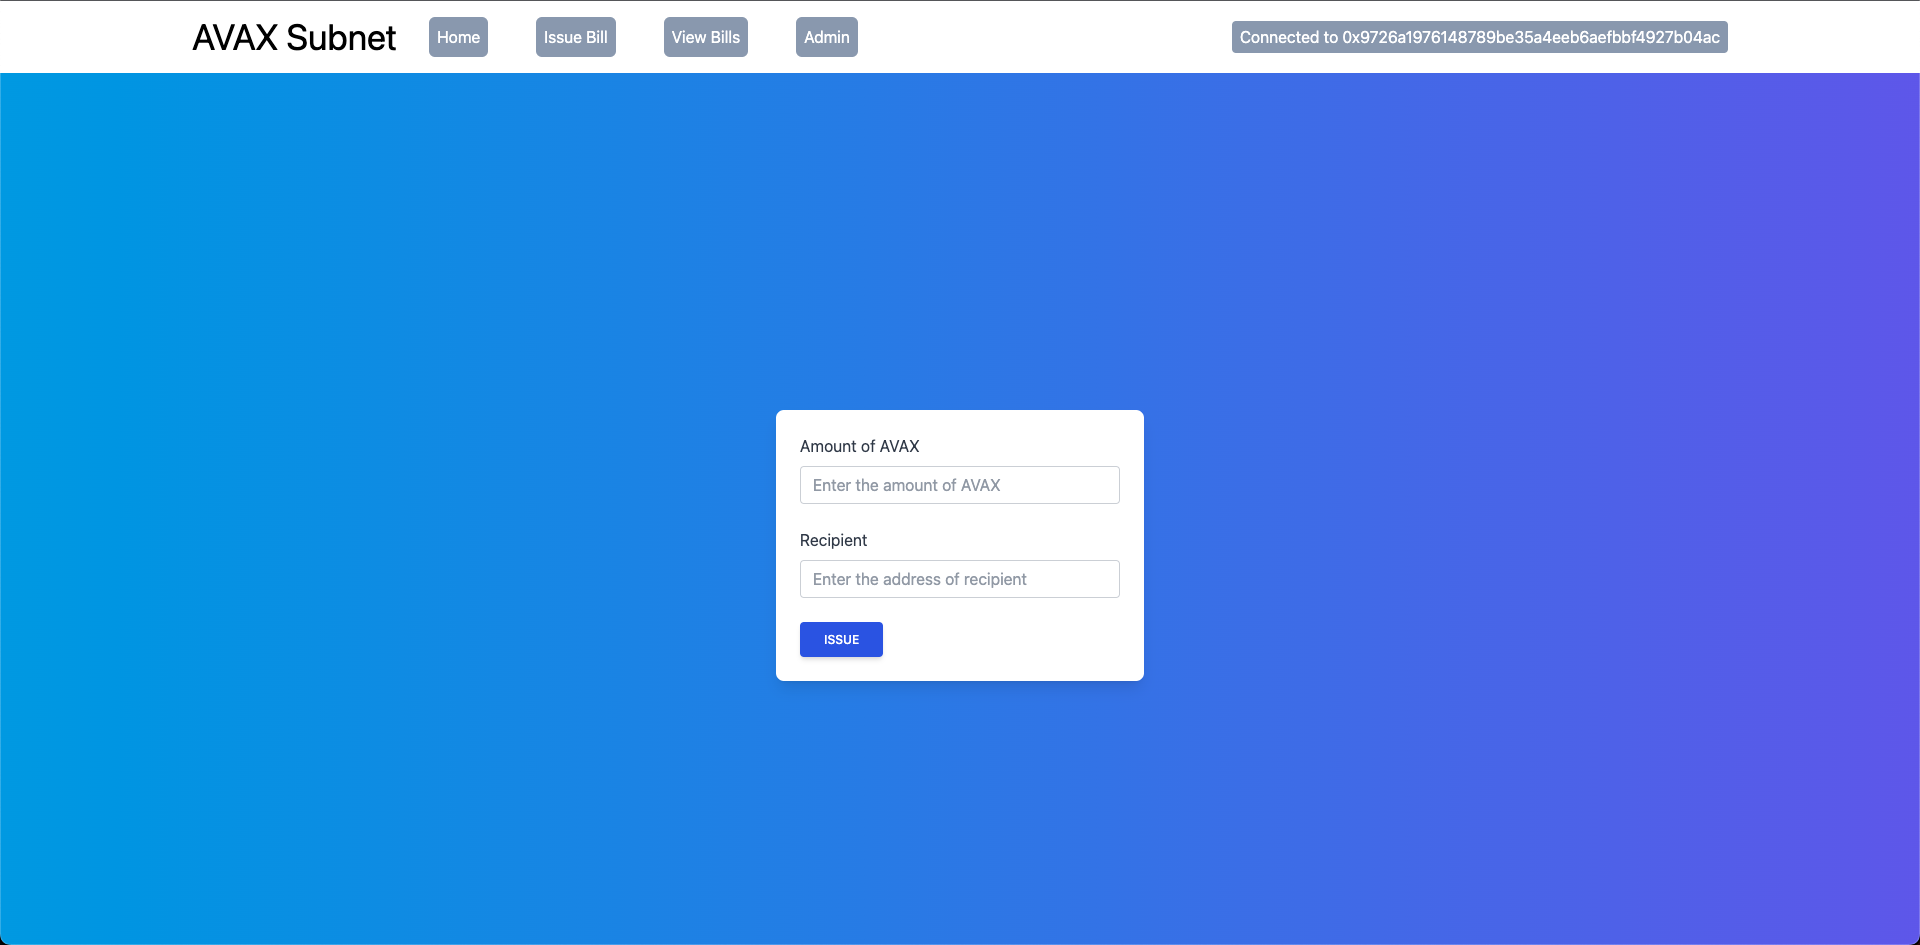 AVAX Subnet Home Issue Bill View Bills Admin Connected to 0x9726a1976148789be35a4eeb6aefbbf4927b04ac
Amount of AVAX
Enter the amount of AVAX
Recipient
Enter the address of recipient
ISSUE